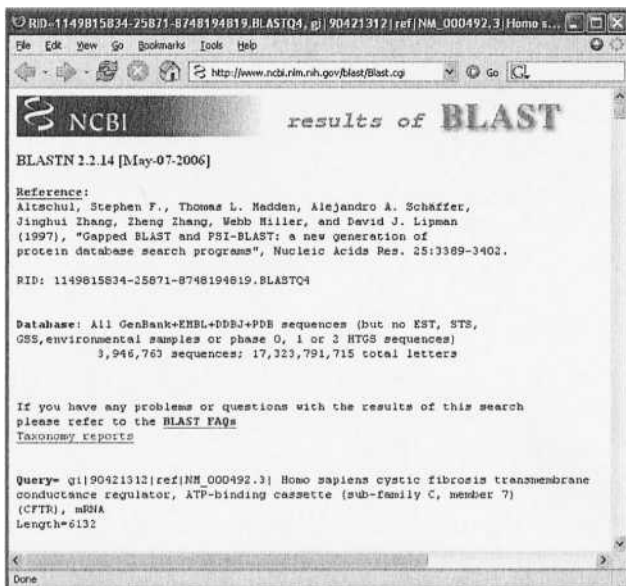 RID=1149815834-25871-8748194819.BLASTQ4, gi|90421312|ref|NM_000492.3|Homo s...
File Edit View Go Bookmarks Tools Help
http://www.ncbi.nlm.nih.gov/blast/Blast.cgi Go
NCBI results of BLAST
BLASTN 2.2.14 [May-07-2006]
Reference:
Altschul, Stephen F., Thomas L. Madden, Alejandro A. Schäffer,
Jinghui Zhang, Zheng Zhang, Webb Miller, and David J. Lipman
(1997), "Gapped BLAST and PSI-BLAST: a new generation of
protein database search programs", Nucleic Acids Res. 25:3389-3402.
RID: 1149815834-25871-8748194819.BLASTQ4
Database: All GenBank+EMBL+DDBJ+PDB sequences (but no EST, STS,
GSS,environmental samples or phase 0, 1 or 2 HTGS sequences)
3,946,763 sequences; 17,323,791,715 total letters
If you have any problems or questions with the results of this search
please refer to the BLAST FAQs
Taxonomy reports
Query= gi|90421312|ref|NM_000492.3| Homo sapiens cystic fibrosis transmembrane
conductance regulator, ATP-binding cassette (sub-family C, member 7)
(CFTR), mRNA
Length=6132
Done